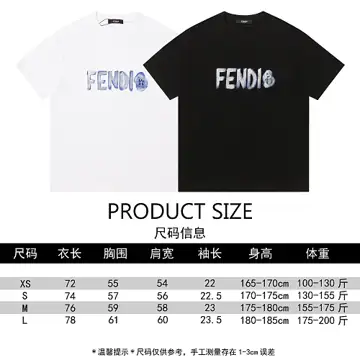 FENDI
FENDI
PRODUCT SIZE
尺码信息
尺码 衣长 胸围 肩宽 袖长 身高 体重
XS 72 55 54 22 165-170cm 100-130 斤
S 74 57 56 22.5 170-175cm 130-155 斤
M 76 59 58 23 175-180cm 155-175 斤
L 78 61 60 23.5 180-185cm 175-200 斤
*温馨提示* 尺码仅供参考，手工测量存在 1-3cm 误差